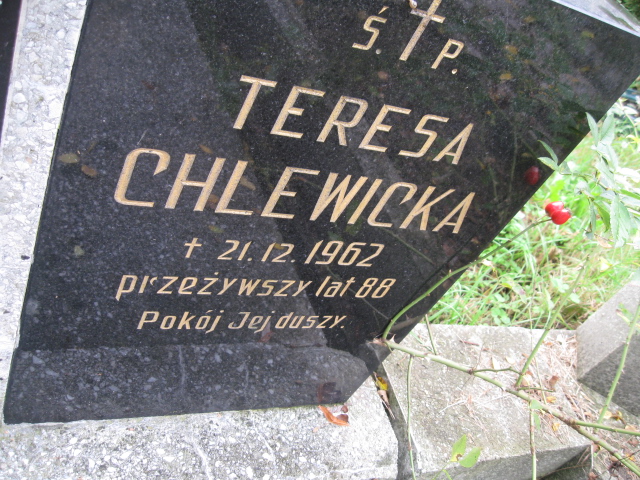 Ś. P.
TERESA
CHLEWICKA
† 21. 12. 1962
przeżywszy lat 88
Pokój Jej duszy.